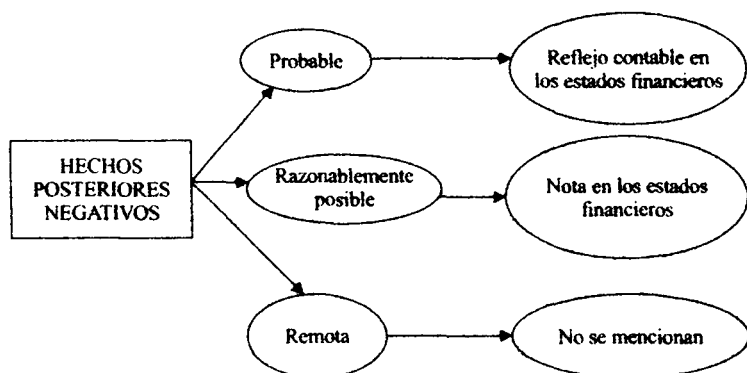 Probable
Reflejo contable en
los estados financieros
HECHOS
POSTERIORES
NEGATIVOS
Razonablemente
posible
Nota en los estados
financieros
Remota
No se mencionan